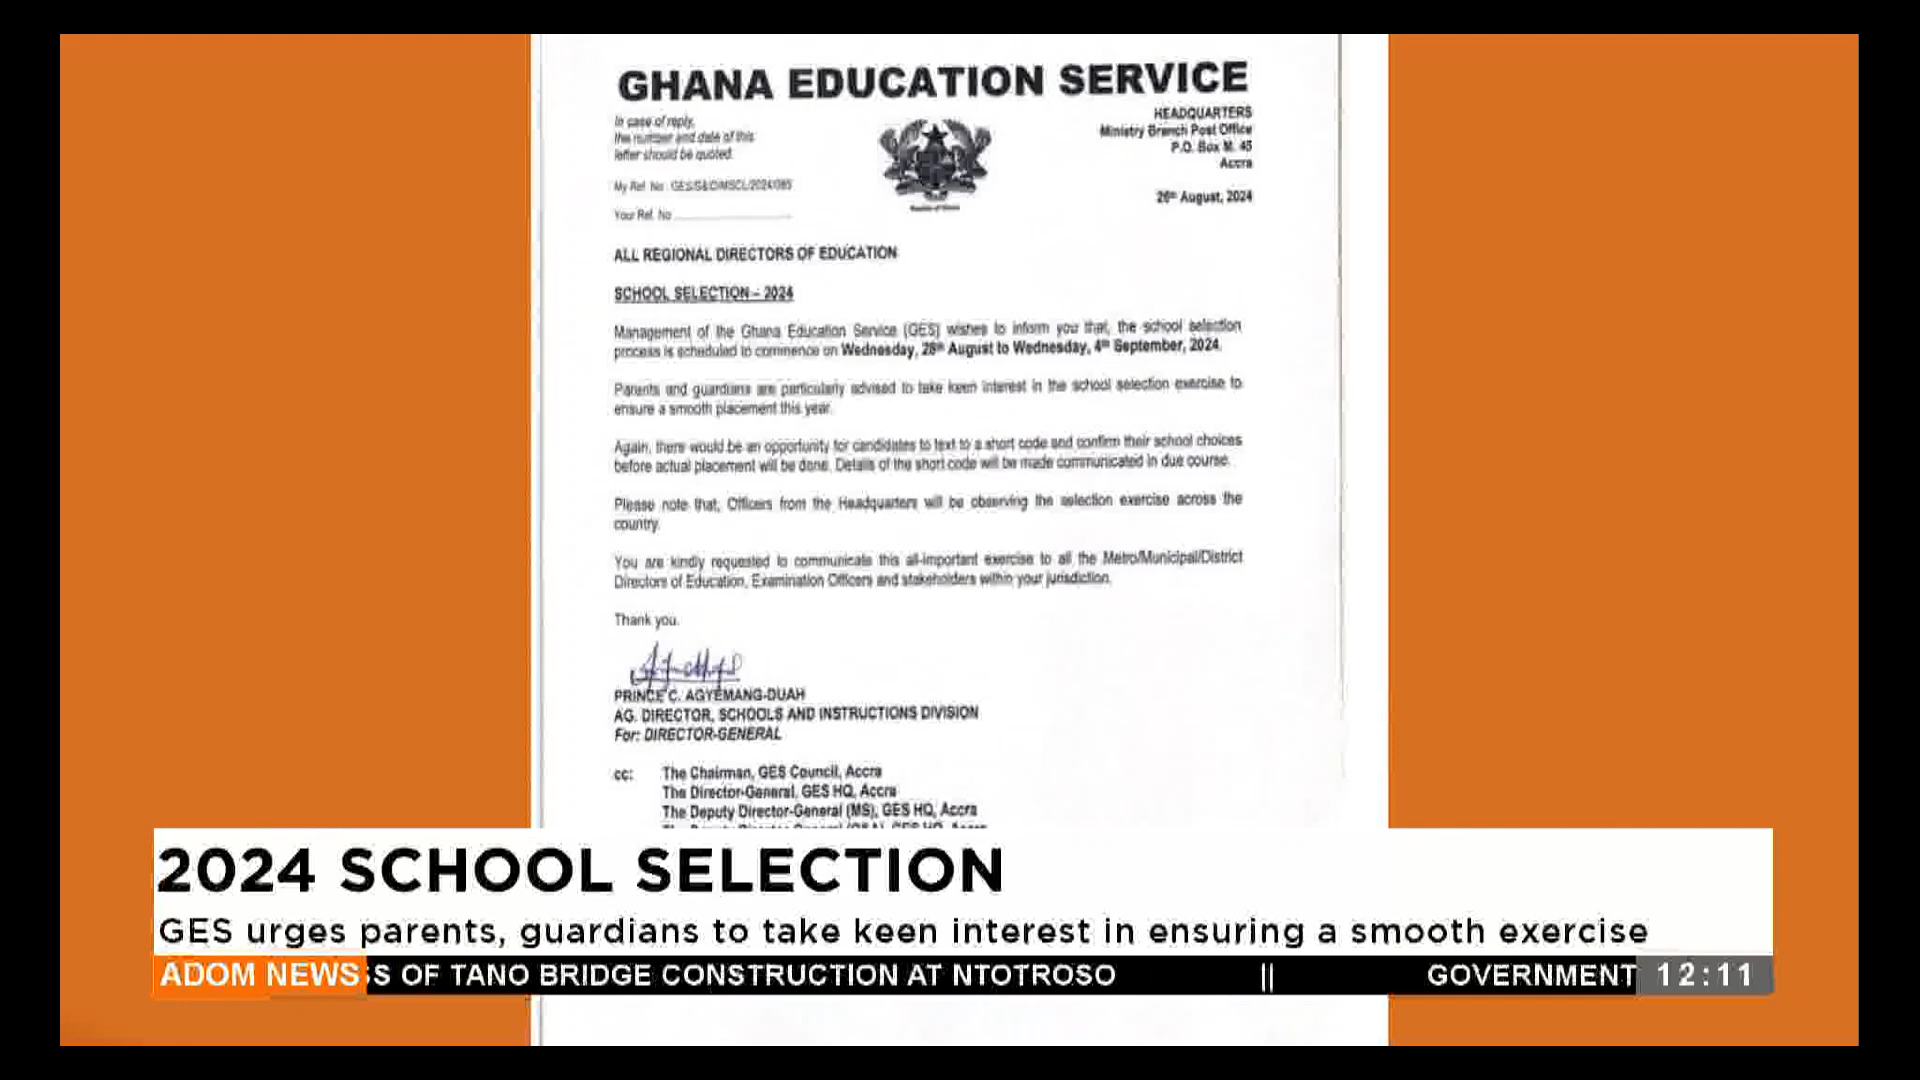 GHANA EDUCATION SERVICE
In case of reply,
the number and date of this
letter should be quoted.
My Ref. No. GES/S&ID/MSCL/2024/085
Your Ref. No
HEADQUARTERS
Ministry Branch Post Office
P.O. Box M. 45
Accra
26th August, 2024
Republic of Ghana
ALL REGIONAL DIRECTORS OF EDUCATION
SCHOOL SELECTION – 2024
Management of the Ghana Education Service (GES) wishes to inform you that, the school selection
process is scheduled to commence on Wednesday, 28th August to Wednesday, 4th September, 2024.
Parents and guardians are particularly advised to take keen interest in the school selection exercise to
ensure a smooth placement this year.
Again, there would be an opportunity for candidates to text to a short code and confirm their school choices
before actual placement will be done. Details of the short code will be made communicated in due course.
Please note that, Officers from the Headquarters will be observing the selection exercise across the
country.
You are kindly requested to communicate this all-important exercise to all the Metro/Municipal/District
Directors of Education, Examination Officers and stakeholders within your jurisdiction.
Thank you.
PRINCE C. AGYEMANG-DUAH
AG. DIRECTOR, SCHOOLS AND INSTRUCTIONS DIVISION
For: DIRECTOR-GENERAL
cc: The Chairman, GES Council, Accra
The Director-General, GES HQ, Accra
The Deputy Director-General (MS), GES HQ, Accra
2024 SCHOOL SELECTION
GES urges parents, guardians to take keen interest in ensuring a smooth exercise
ADOM NEWS S OF TANO BRIDGE CONSTRUCTION AT NTOTROSO || GOVERNMENT 12:11